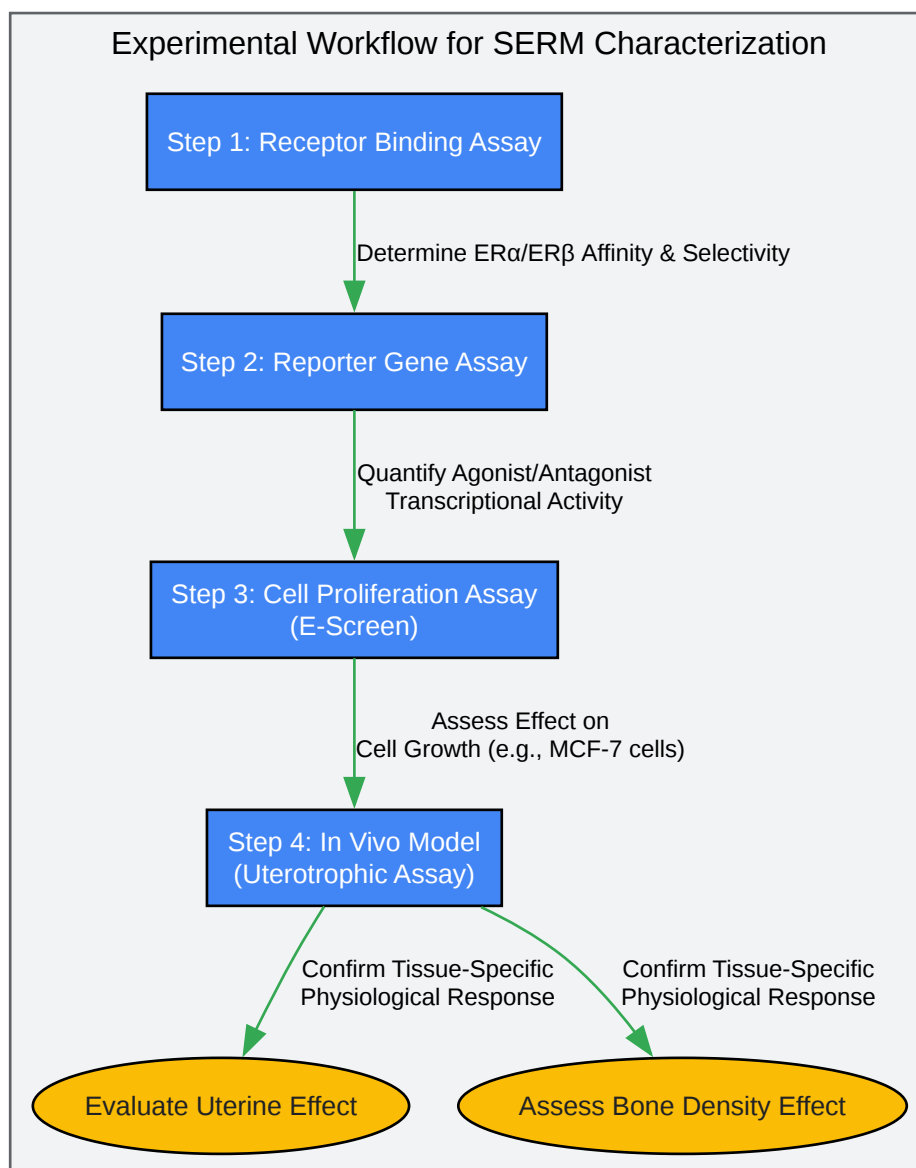 Experimental Workflow for SERM Characterization
Step 1: Receptor Binding Assay
Determine ERα/ERβ Affinity & Selectivity
Step 2: Reporter Gene Assay
Quantify Agonist/Antagonist
Transcriptional Activity
Step 3: Cell Proliferation Assay
(E-Screen)
Assess Effect on
Cell Growth (e.g., MCF-7 cells)
Step 4: In Vivo Model
(Uterotrophic Assay)
Confirm Tissue-Specific
Physiological Response
Confirm Tissue-Specific
Physiological Response
Evaluate Uterine Effect
Assess Bone Density Effect